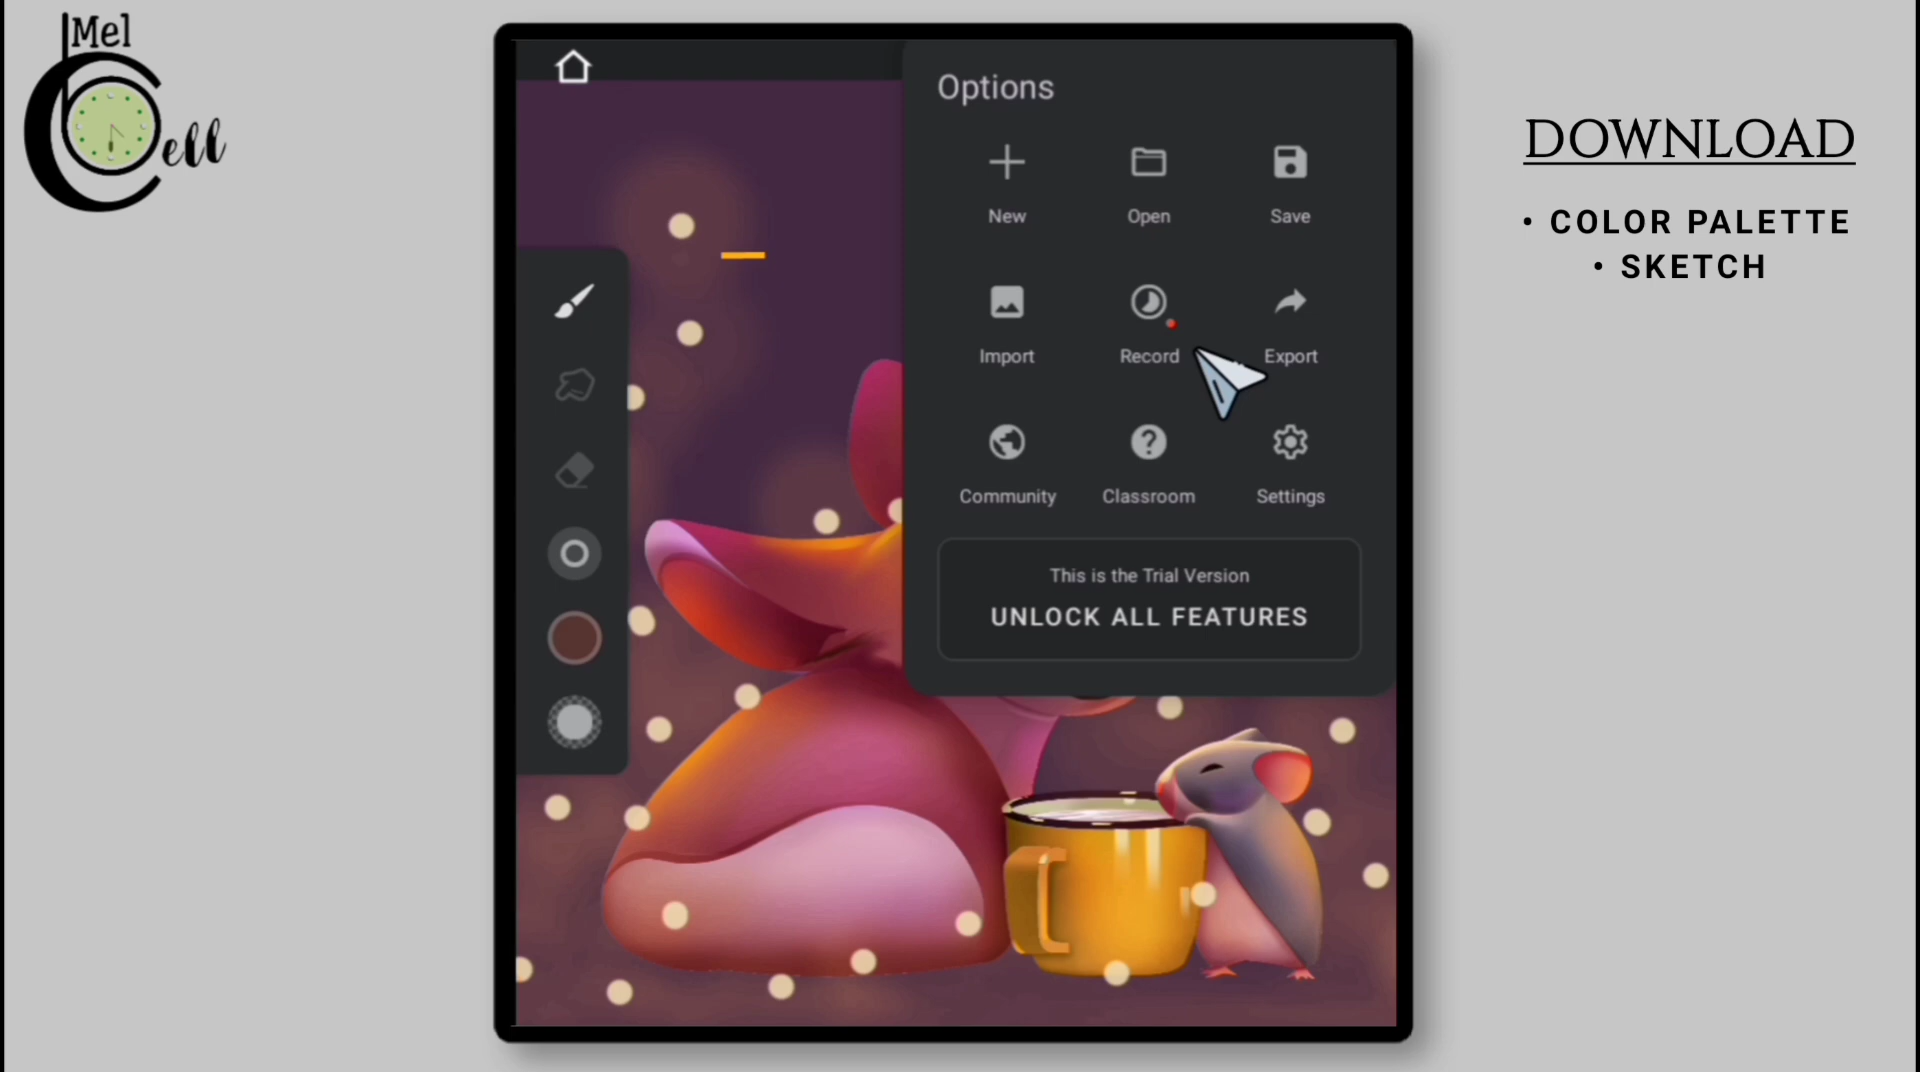 Mel
Cell
Options
New
Open
Save
Import
Record
Export
Community
Classroom
Settings
This is the Trial Version
UNLOCK ALL FEATURES
DOWNLOAD
• COLOR PALETTE
• SKETCH